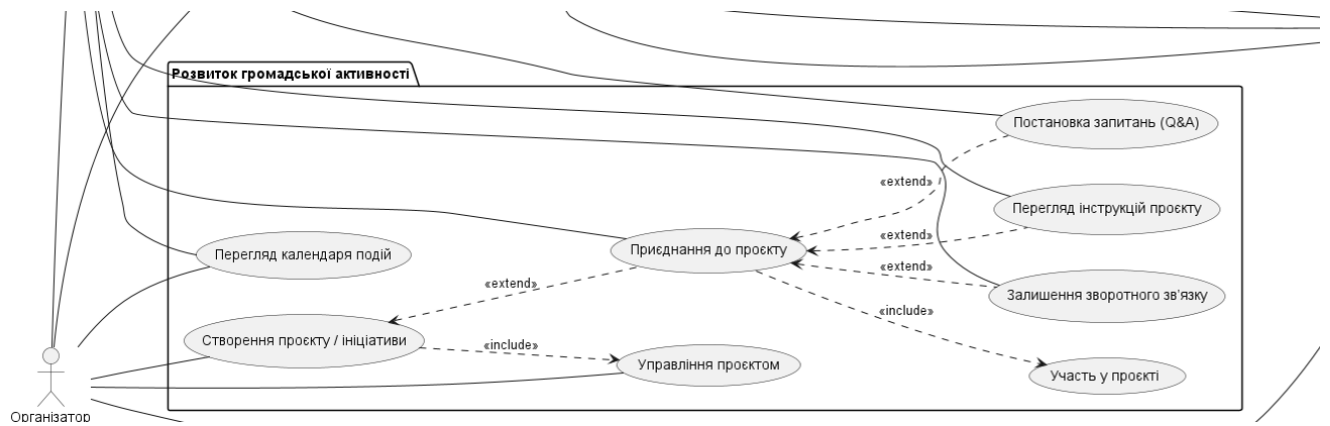 Розвиток громадської активності
Постановка запитань (Q&A)
«extend»
Перегляд інструкцій проєкту
«extend»
Приєднання до проєкту
Перегляд календаря подій
«extend»
«extend»
Залишення зворотного зв'язку
«include»
Створення проєкту / ініціативи
«include»
Управління проєктом
Участь у проєкті
Організатор